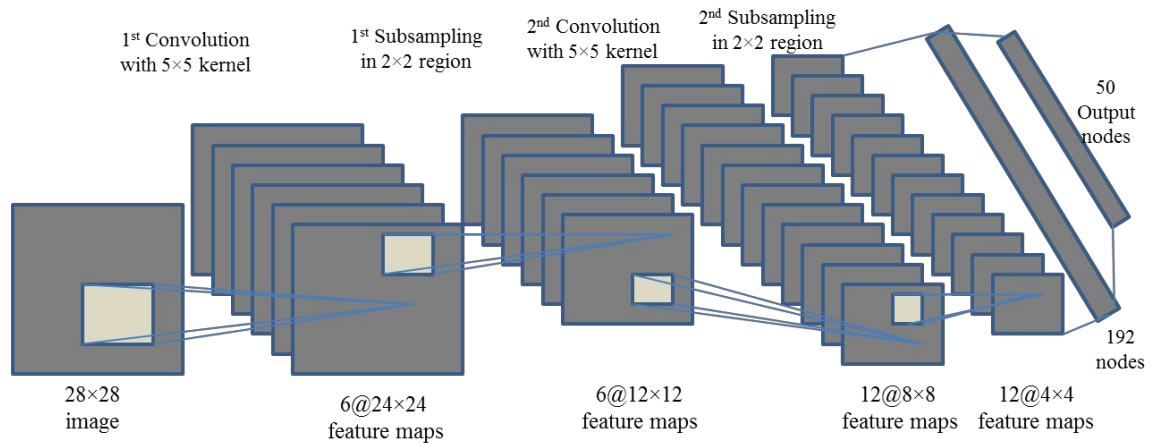 1st Convolution
with 5×5 kernel
1st Subsampling
in 2×2 region
2nd Convolution
with 5×5 kernel
2nd Subsampling
in 2×2 region
50
Output
nodes
192
nodes
28×28
image
6@24×24
feature maps
6@12×12
feature maps
12@8×8
feature maps
12@4×4
feature maps